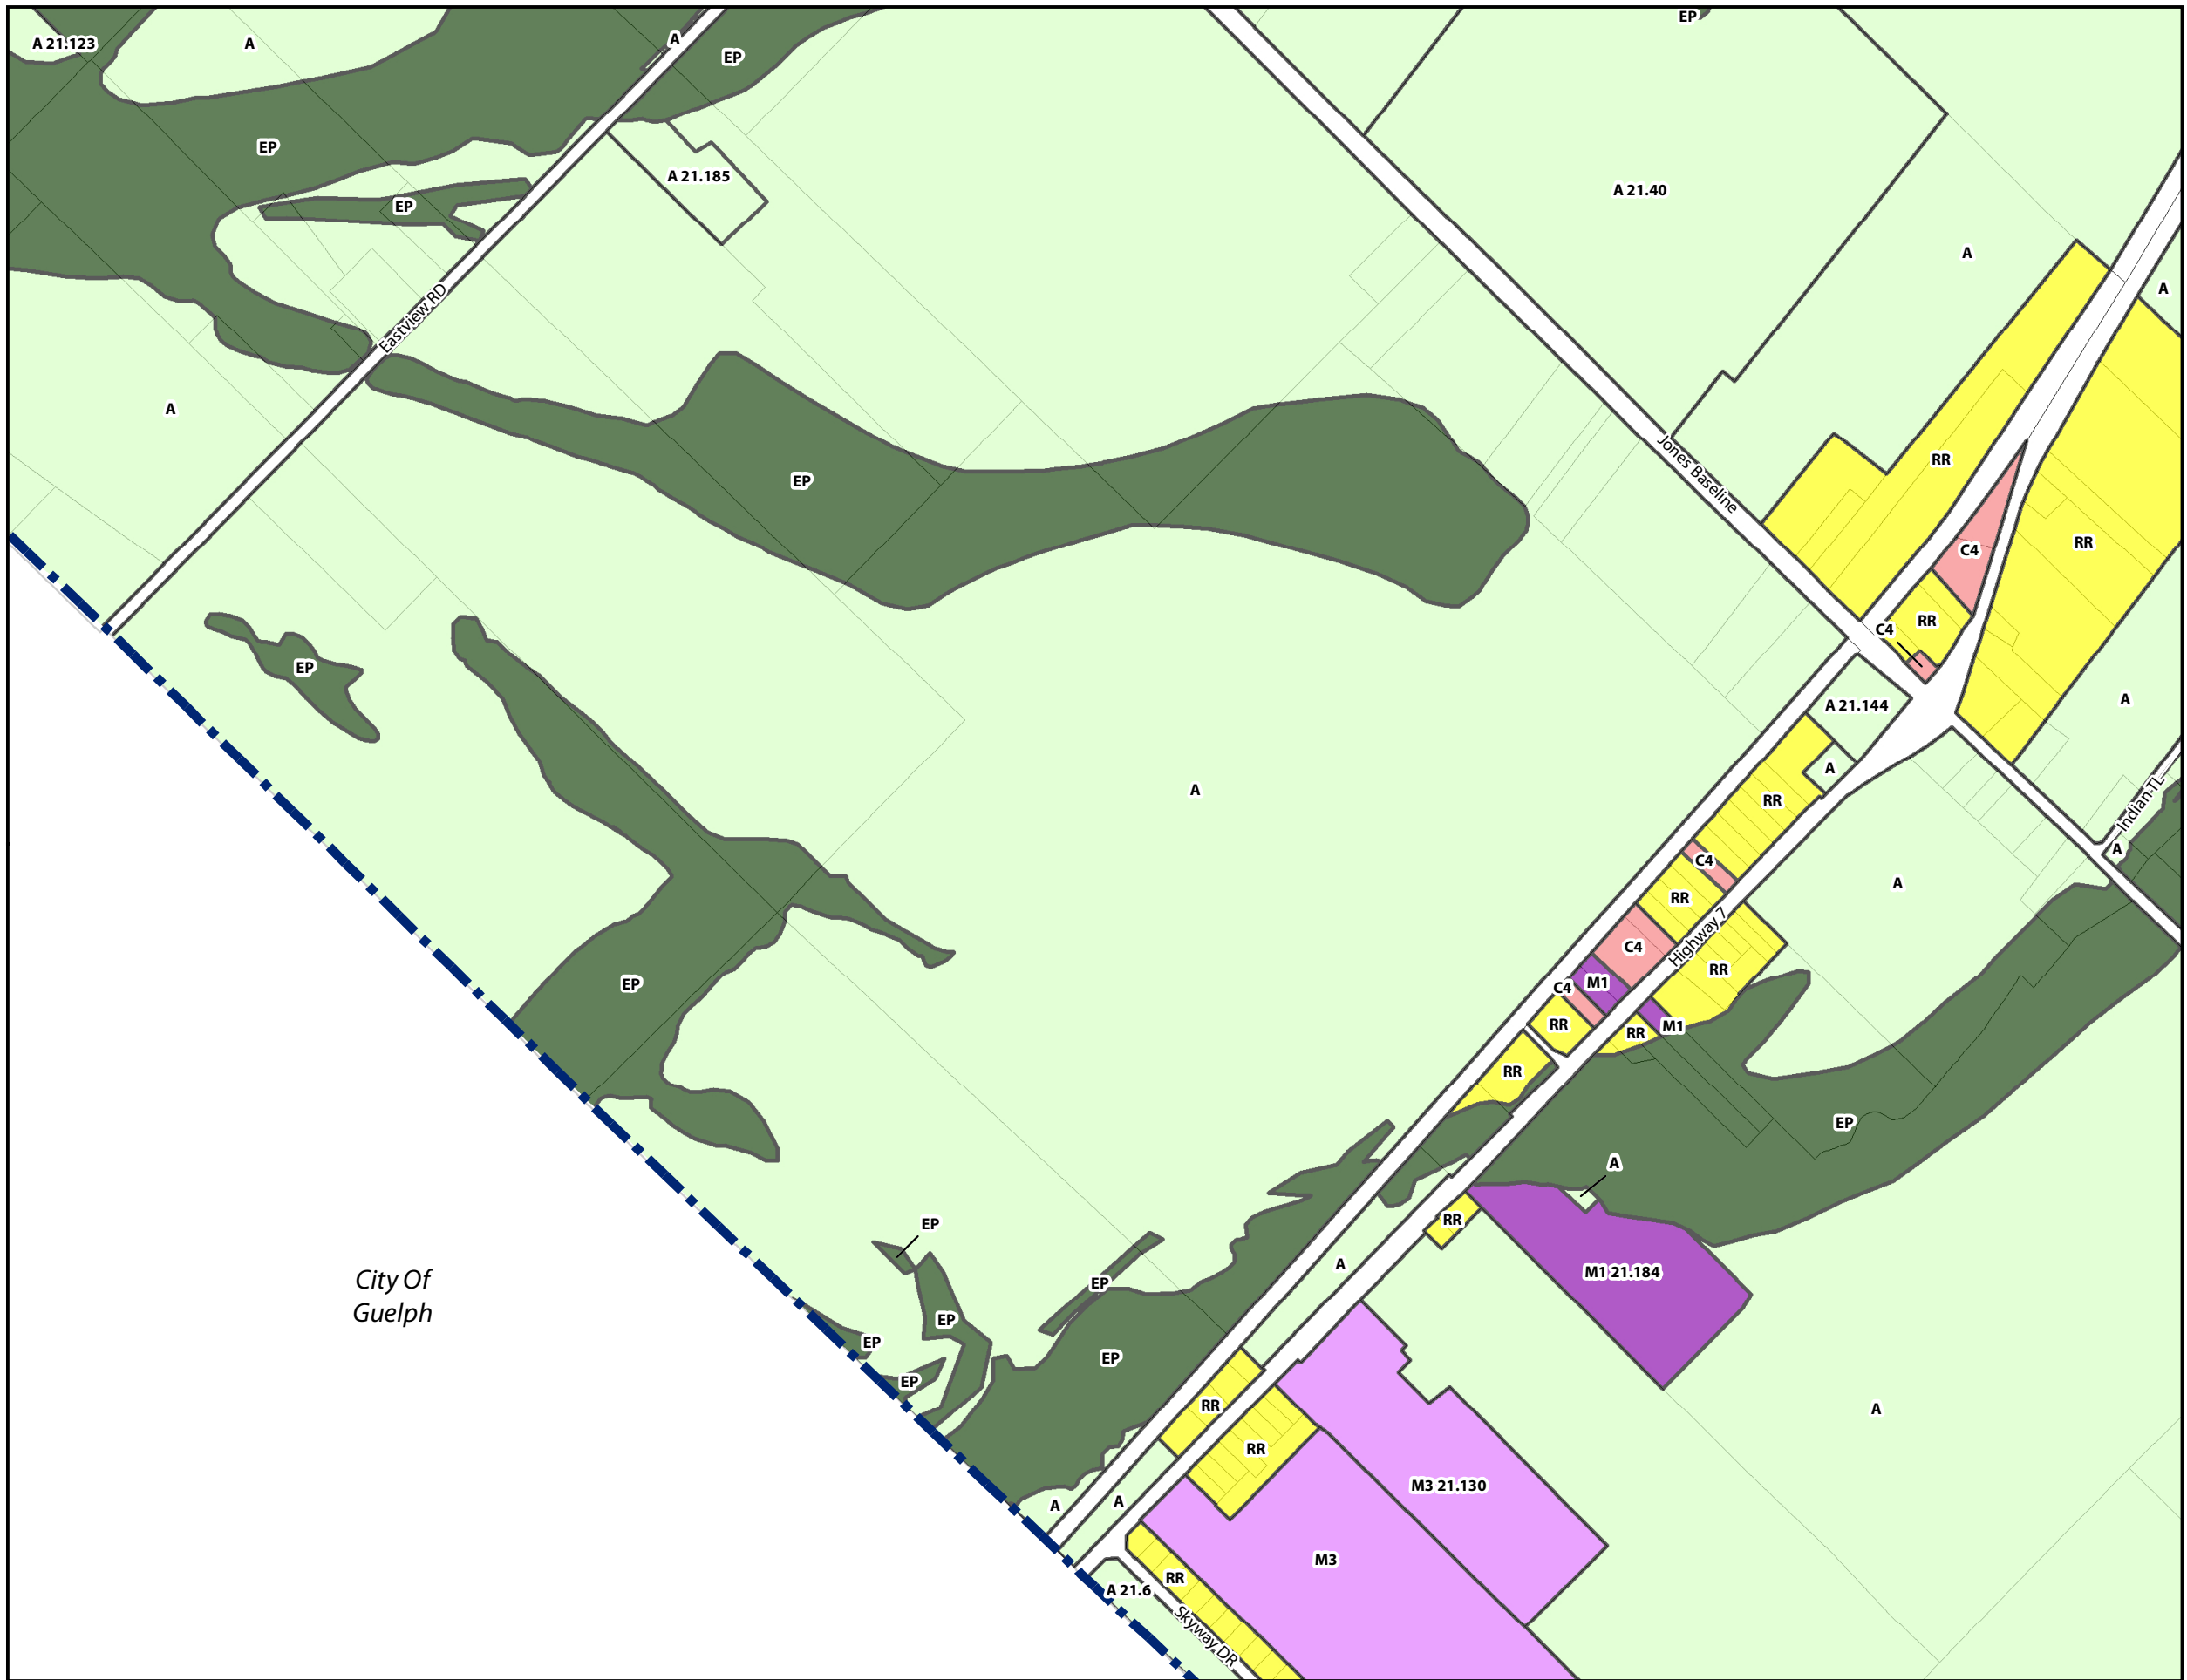 EP
A 21.123
A
A
EP
EP
A 21.185
A 21.40
EP
A
A
Eastview RD
A
Jones Baseline
RR
EP
RR
C4
RR
C4
EP
A
A 21.144
A
A
RR
Indian TL
A
C4
A
RR
Highway 7
C4
RR
EP
M1
C4
RR
M1
RR
RR
EP
A
EP
RR
A
City Of
Guelph
M1 21.184
EP
EP
EP
EP
EP
RR
A
RR
M3 21.130
A
A
M3
RR
A 21.6
Skyway DR